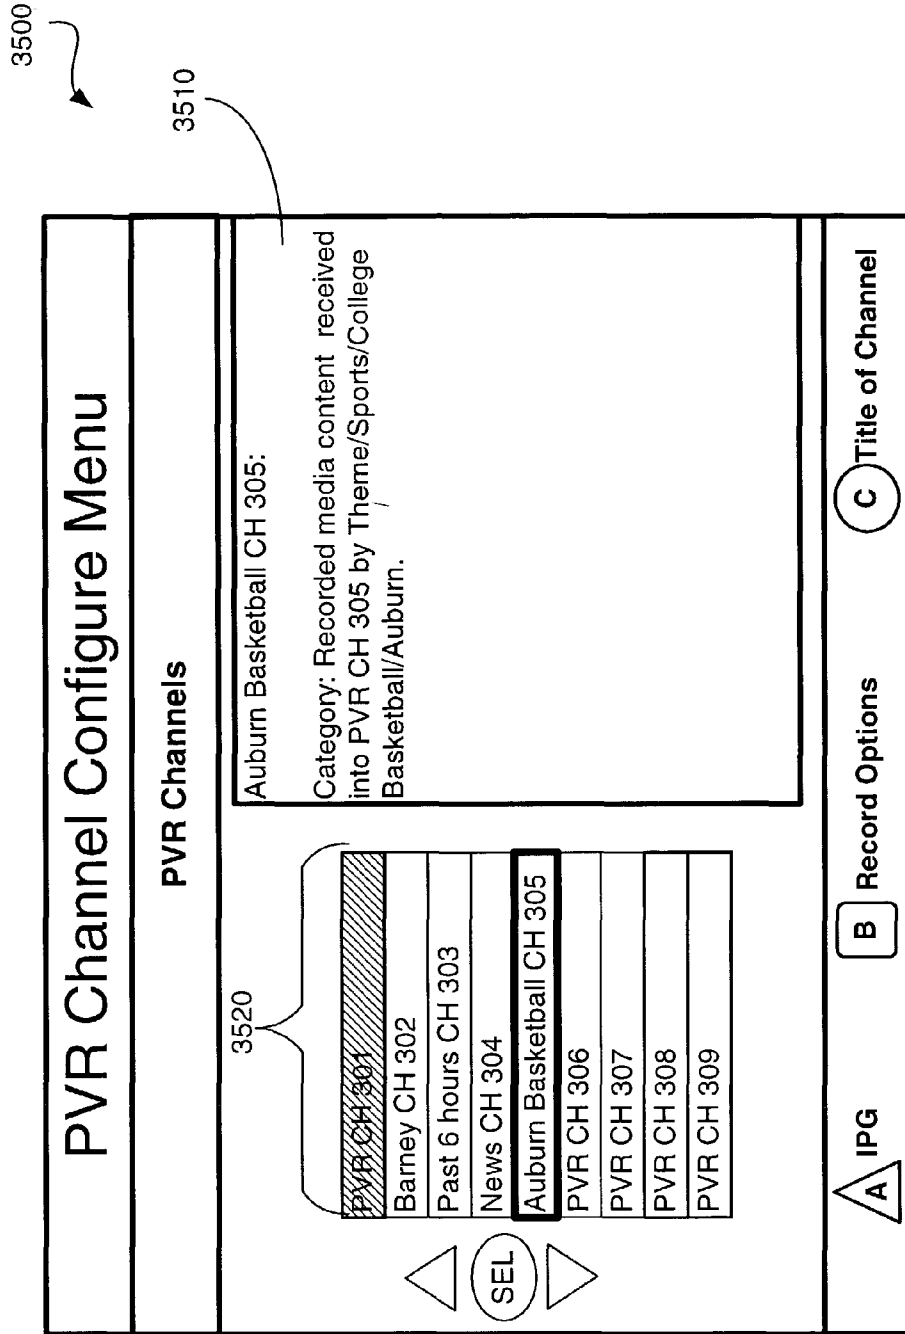 3500
PVR Channel Configure Menu
PVR Channels
3510
3520
PVR CH 301
Barney CH 302
Past 6 hours CH 303
News CH 304
Auburn Basketball CH 305
PVR CH 306
PVR CH 307
PVR CH 308
PVR CH 309
SEL
Auburn Basketball CH 305:
Category: Recorded media content received
into PVR CH 305 by Theme/Sports/College
Basketball/Auburn.
A IPG
B Record Options
C Title of Channel